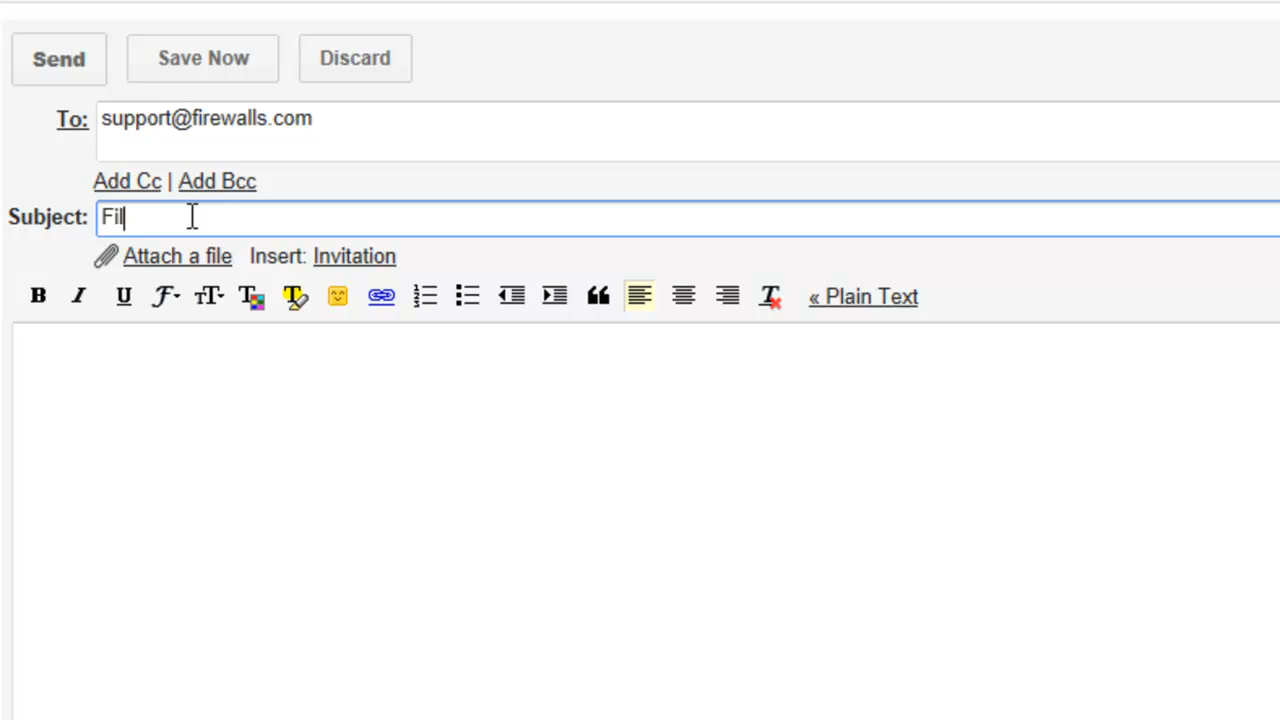 Send Save Now Discard
To: support@firewalls.com
Add Cc | Add Bcc
Subject: Fil
Attach a file Insert: Invitation
B I U « Plain Text